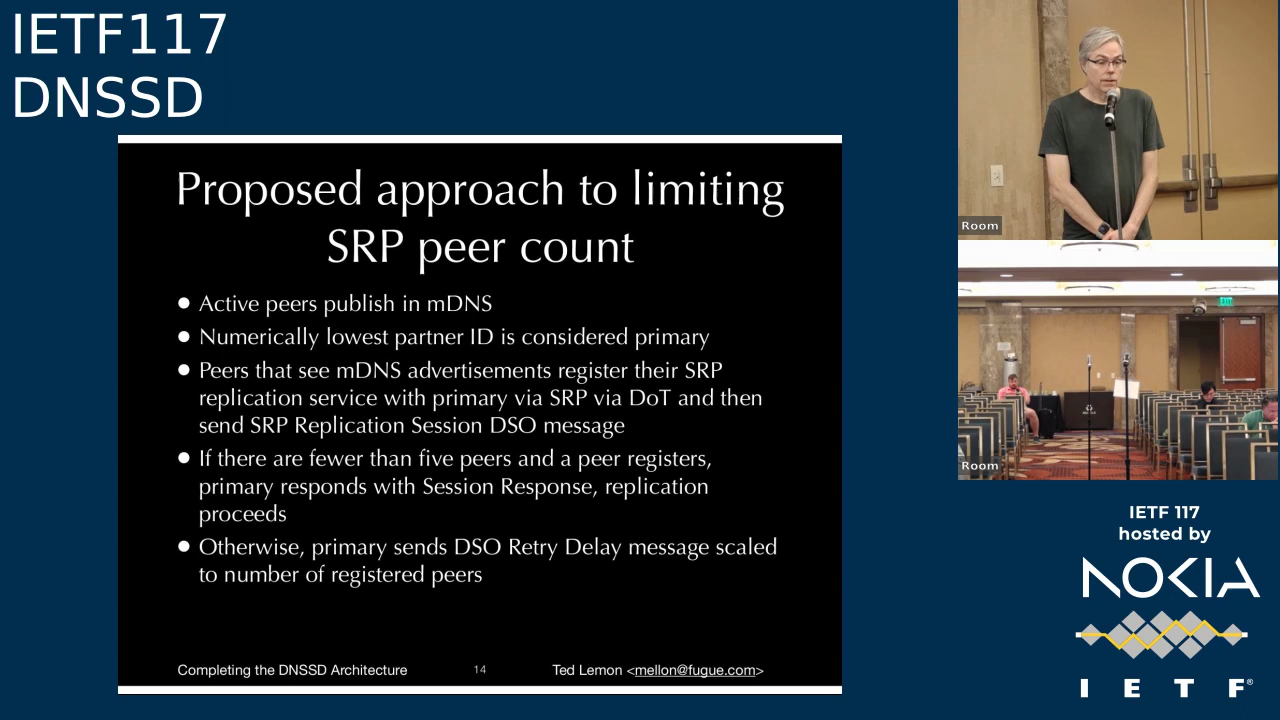 IETF117
DNSSD
Proposed approach to limiting
SRP peer count
● Active peers publish in mDNS
● Numerically lowest partner ID is considered primary
● Peers that see mDNS advertisements register their SRP
replication service with primary via SRP via DoT and then
send SRP Replication Session DSO message
● If there are fewer than five peers and a peer registers,
primary responds with Session Response, replication
proceeds
● Otherwise, primary sends DSO Retry Delay message scaled
to number of registered peers
Completing the DNSSD Architecture
14
Ted Lemon <mellon@fugue.com>
Room
EXIT
Room
IETF 117
hosted by
NOKIA
I E T F®